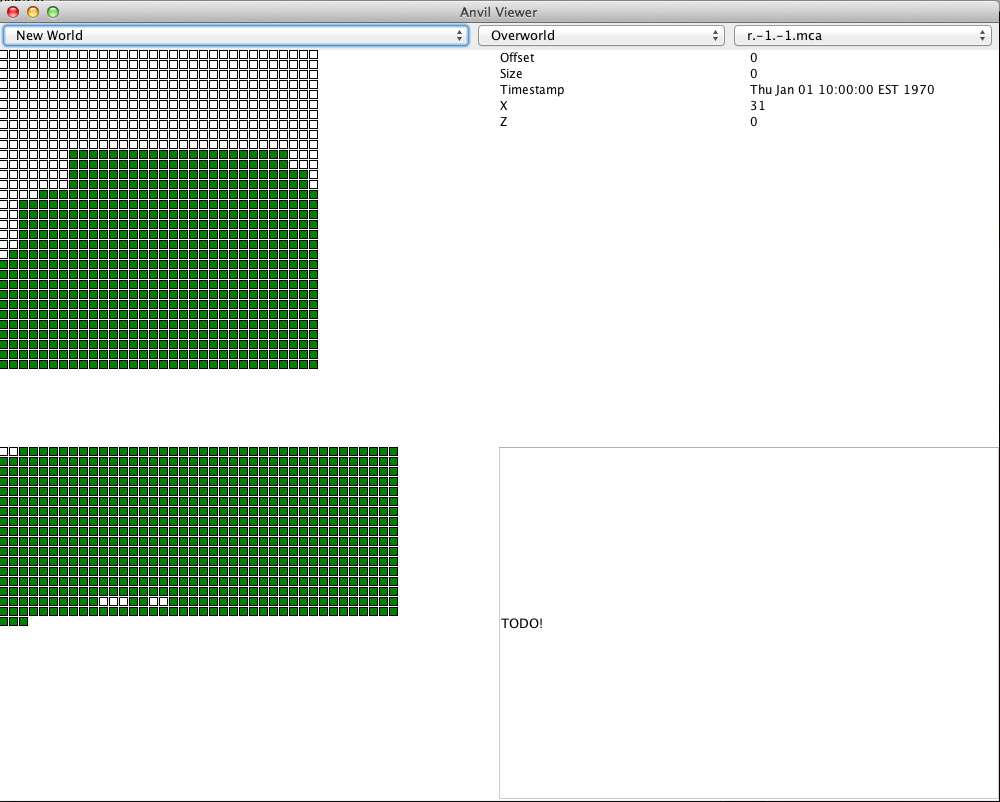 Anvil Viewer
New World
Overworld
r.-1.-1.mca
Offset 0
Size 0
Timestamp Thu Jan 01 10:00:00 EST 1970
X 31
Z 0
TODO!